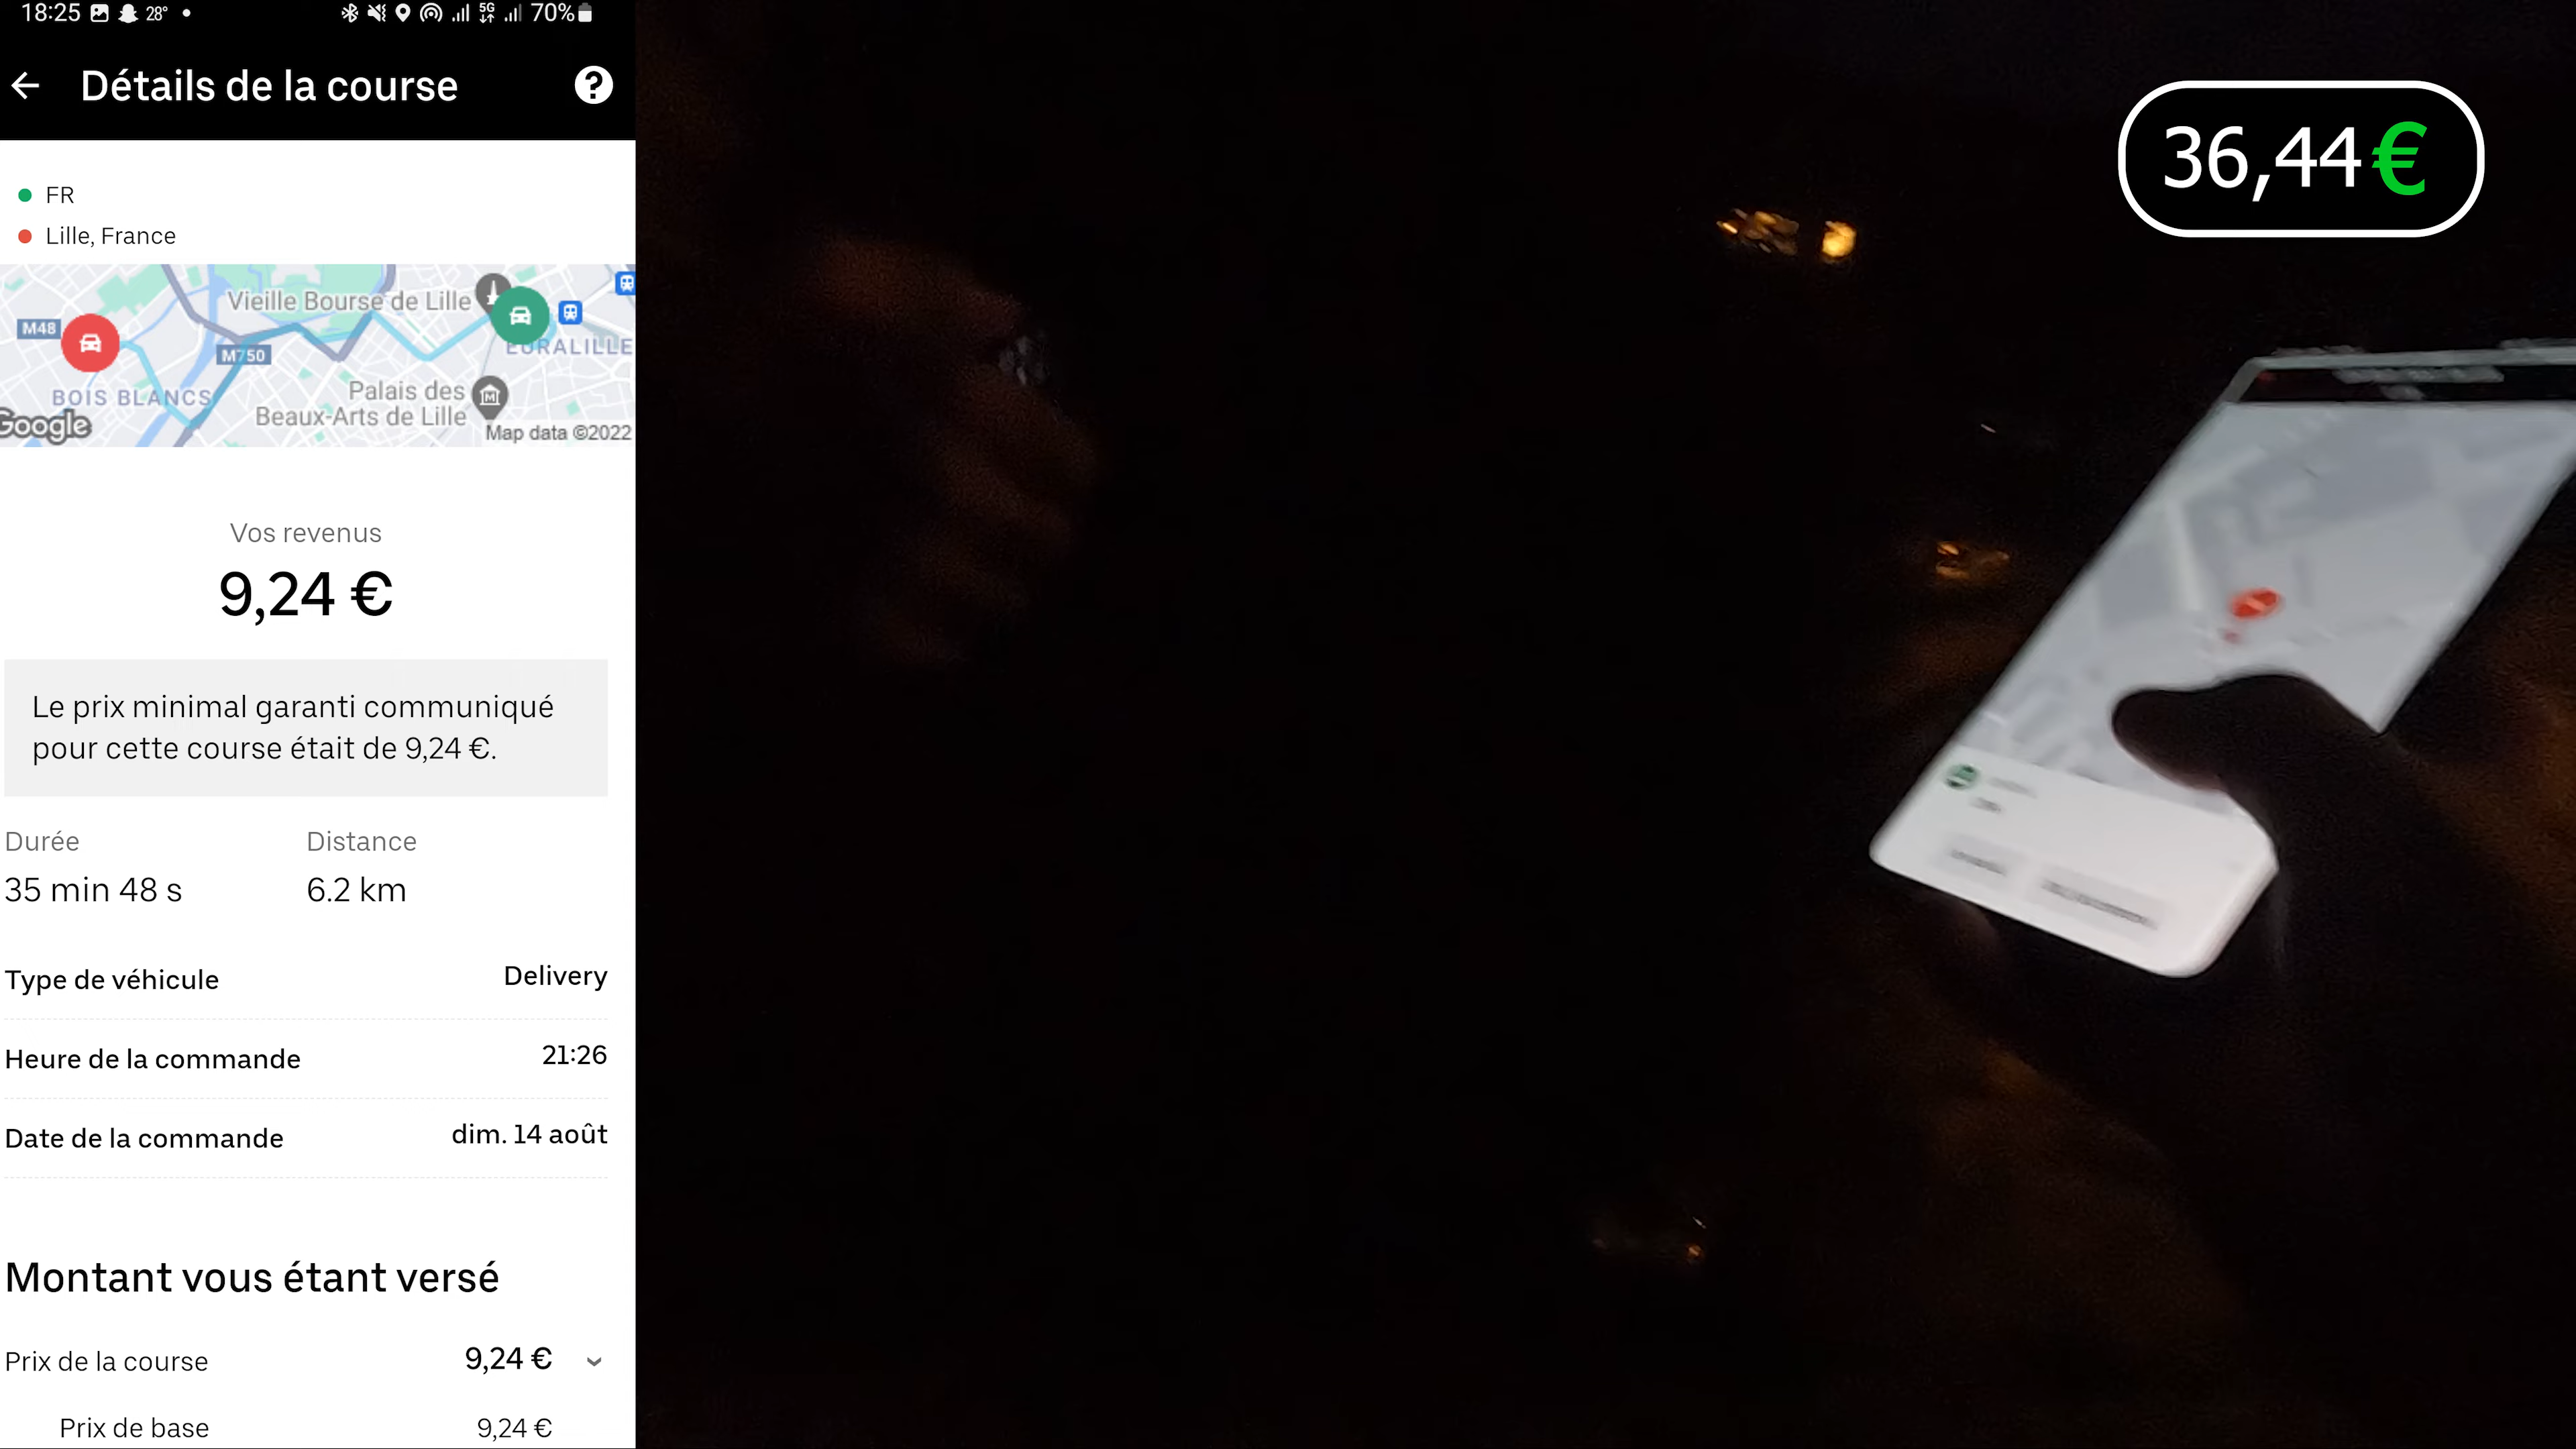 18:25 28° 5G 70%
Détails de la course
FR
Lille, France
Vieille Bourse de Lille
M48
EURALILLE
M750
BOIS BLANCS
Palais des
Beaux-Arts de Lille
Google
Map data ©2022
Vos revenus
9,24 €
Le prix minimal garanti communiqué
pour cette course était de 9,24 €.
Durée Distance
35 min 48 s 6.2 km
Type de véhicule Delivery
Heure de la commande 21:26
Date de la commande dim. 14 août
Montant vous étant versé
Prix de la course 9,24 €
Prix de base 9,24 €
36,44 €